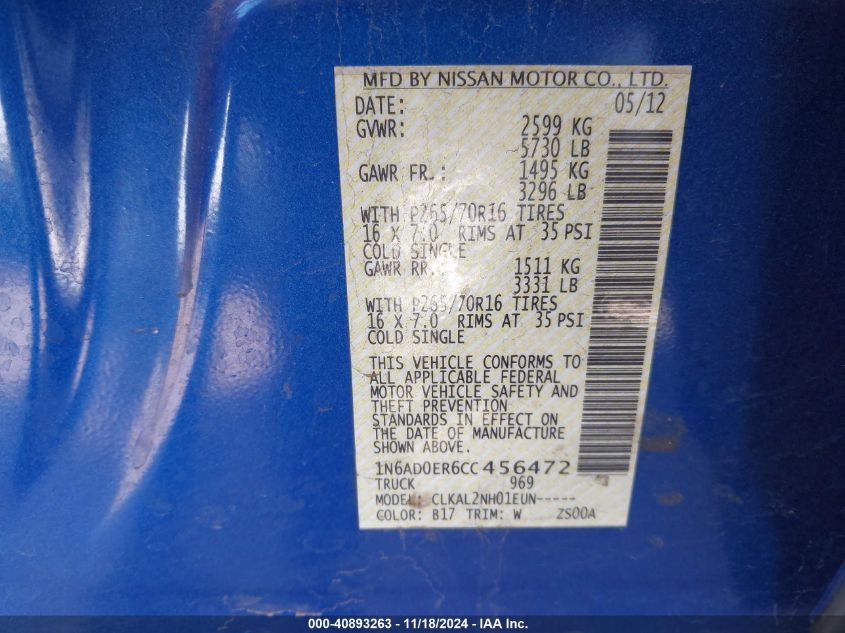 MFD BY NISSAN MOTOR CO., LTD.
DATE: 05/12
GVWR: 2599 KG
5730 LB
GAWR FR.: 1495 KG
3296 LB
WITH P265/70R16 TIRES
16 X 7.0 RIMS AT 35 PSI
COLD SINGLE
GAWR RR.: 1511 KG
3331 LB
WITH P265/70R16 TIRES
16 X 7.0 RIMS AT 35 PSI
COLD SINGLE
THIS VEHICLE CONFORMS TO
ALL APPLICABLE FEDERAL
MOTOR VEHICLE SAFETY AND
THEFT PREVENTION
STANDARDS IN EFFECT ON
THE DATE OF MANUFACTURE
SHOWN ABOVE.
1N6AD0ER6CC456472
TRUCK 969
MODEL: CLKAL2NH01EUN-----
COLOR: B17 TRIM: W ZS00A
000-40893263 - 11/18/2024 - IAA Inc.